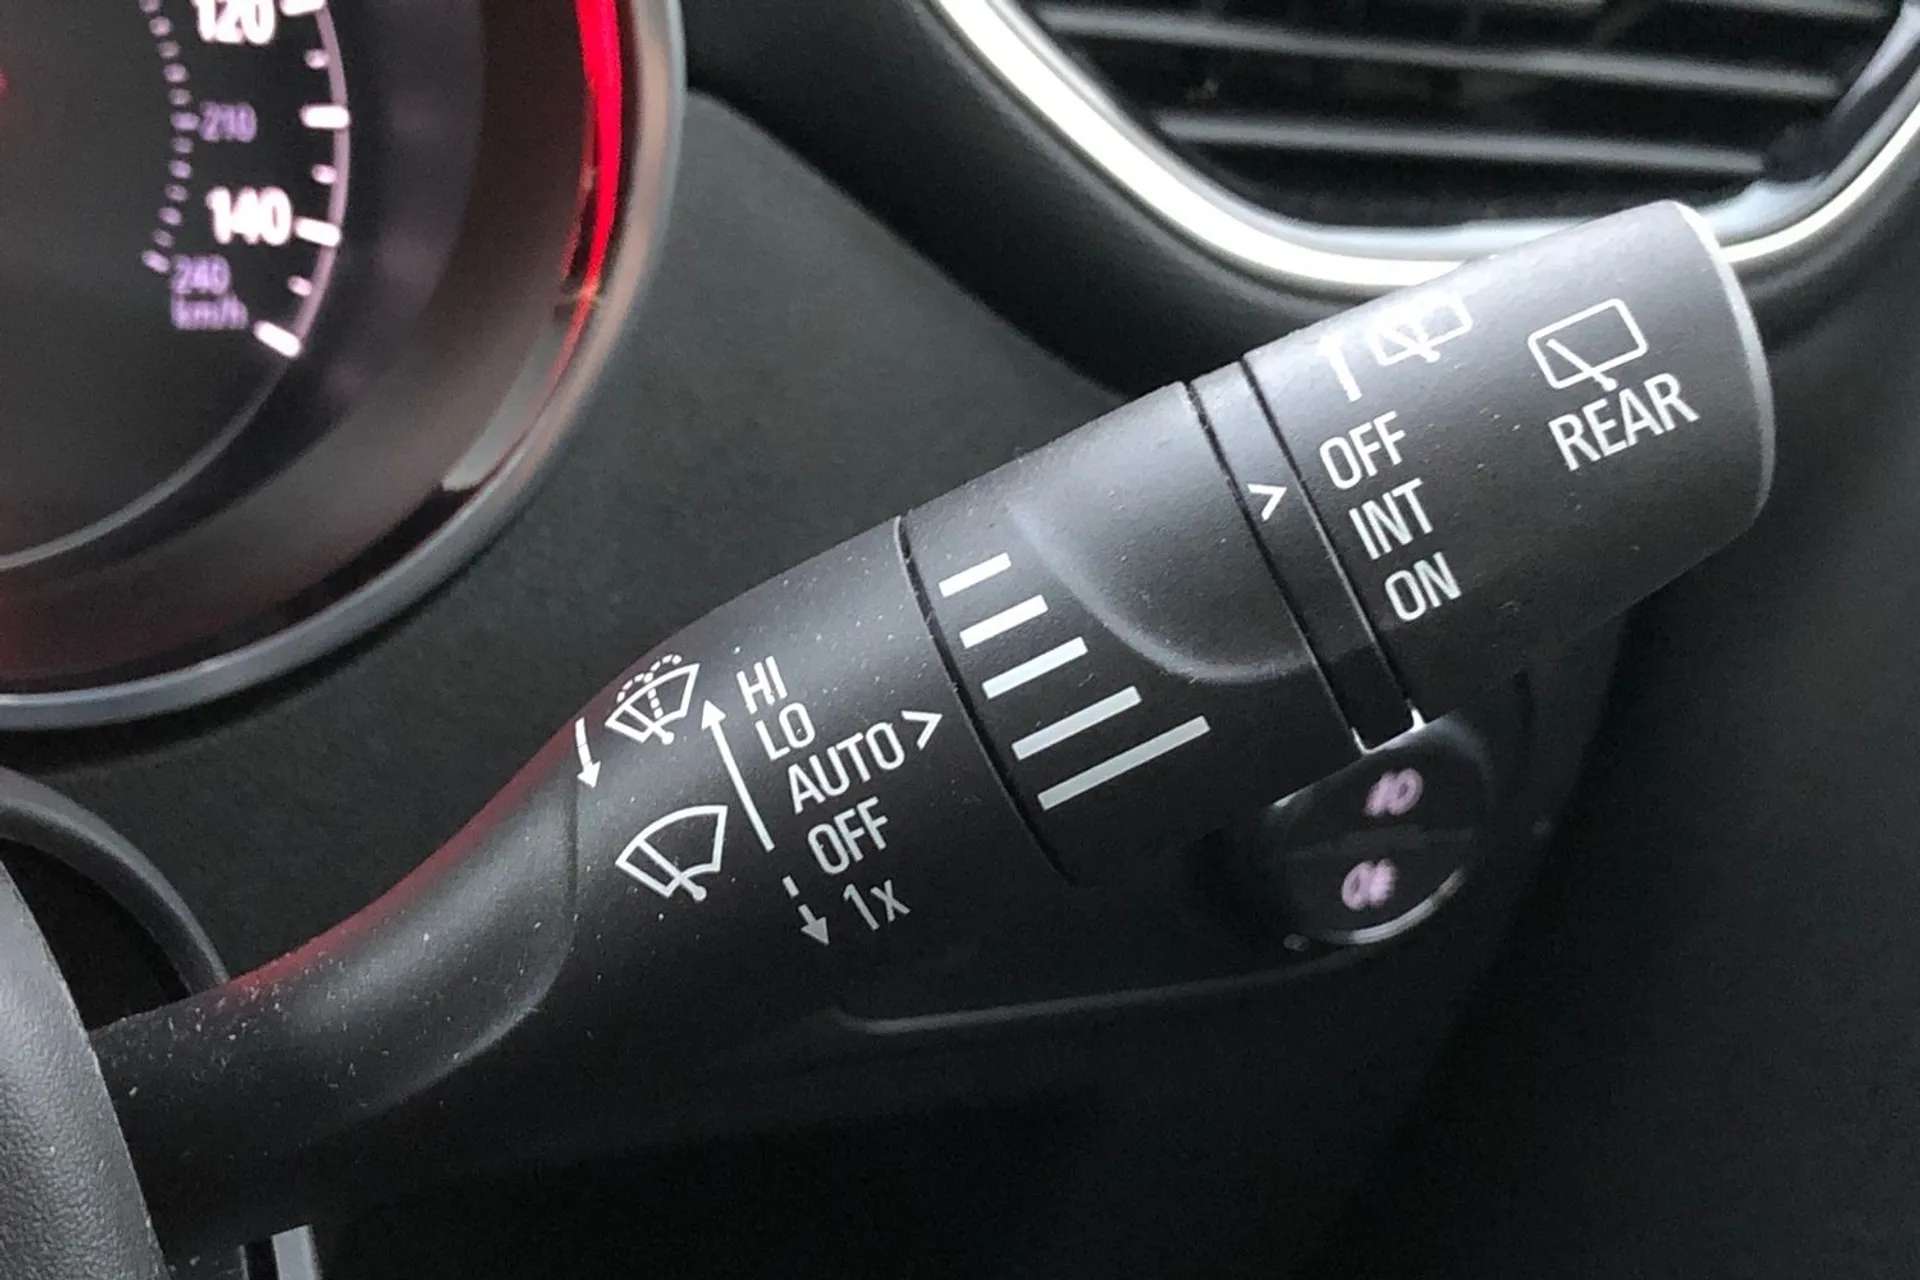 120
210
140
240
km/h
HI
LO
AUTO >
OFF
1x
> OFF
INT
ON
REAR